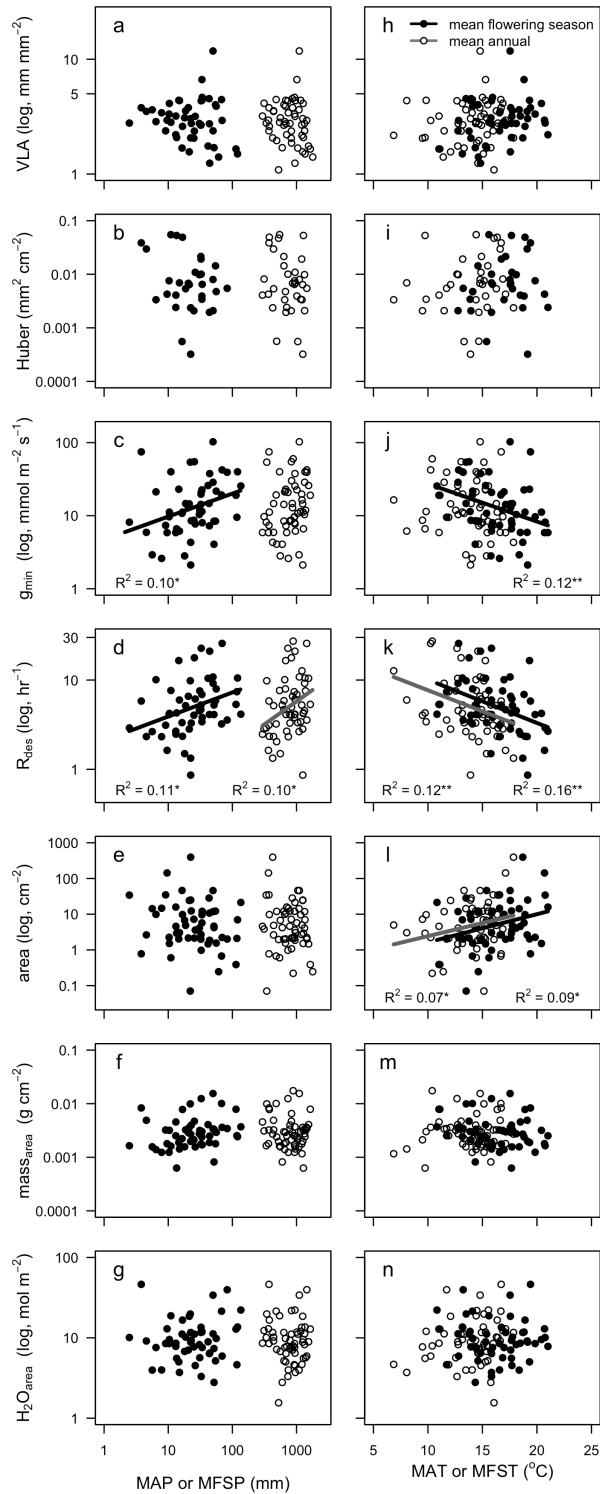 a
VLA (log, mm mm⁻²)
10
5
1
h
mean flowering season
mean annual
b
Huber (mm² cm⁻²)
0.1
0.01
0.001
0.0001
i
c
gmin (log, mmol m⁻² s⁻¹)
100
10
1
R² = 0.10*
j
R² = 0.12**
d
Rdes (log, hr⁻¹)
30
10
1
R² = 0.11*
R² = 0.10*
k
R² = 0.12**
R² = 0.16**
e
area (log, cm⁻²)
1000
100
10
1
0.1
l
R² = 0.07*
R² = 0.09*
f
massarea (g cm⁻²)
0.1
0.01
0.001
0.0001
m
g
H₂Oarea (log, mol m⁻²)
100
10
1
n
1 10 100 1000
MAP or MFSP (mm)
5 10 15 20 25
MAT or MFST (°C)